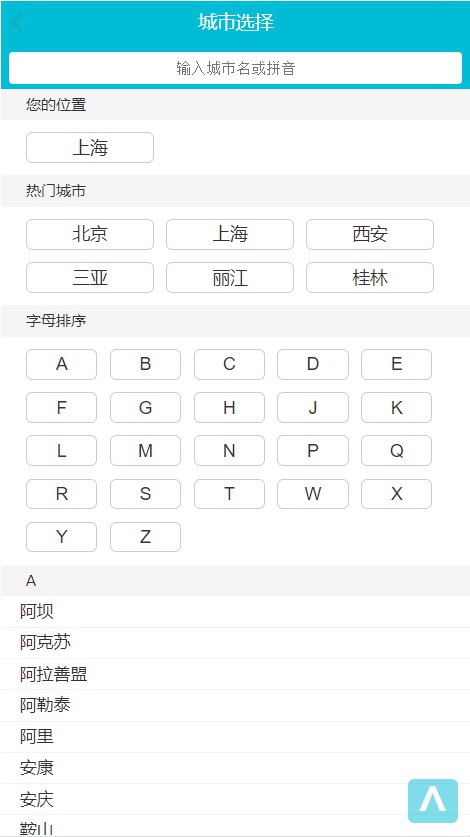 城市选择
输入城市名或拼音
您的位置
上海
热门城市
北京 上海 西安
三亚 丽江 桂林
字母排序
A B C D E
F G H J K
L M N P Q
R S T W X
Y Z
A
阿坝
阿克苏
阿拉善盟
阿勒泰
阿里
安康
安庆
鞍山